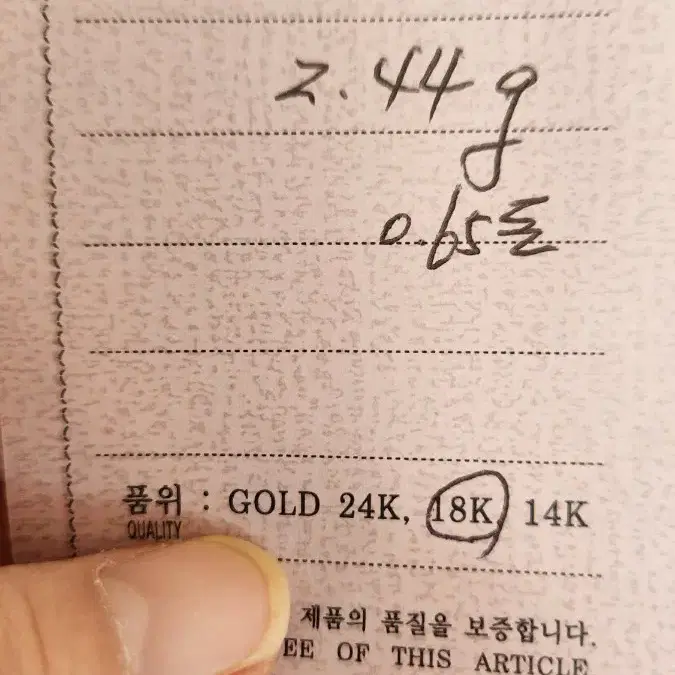 2.44g
0.65돈
품위 : GOLD 24K, 18K, 14K
QUALITY
제품의 품질을 보증합니다.
EE OF THIS ARTICLE